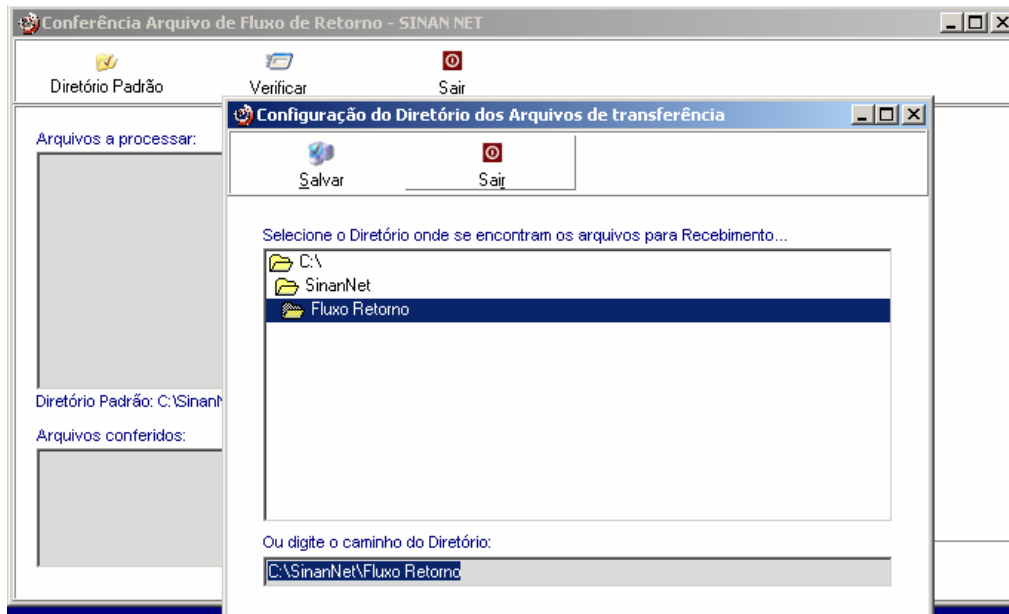 Conferência Arquivo de Fluxo de Retorno - SINAN NET
Diretório Padrão Verificar Sair
Configuração do Diretório dos Arquivos de transferência
Arquivos a processar:
Salvar Sair
Selecione o Diretório onde se encontram os arquivos para Recebimento...
C:\
SinanNet
Fluxo Retorno
Diretório Padrão: C:\Sinan
Arquivos conferidos:
Ou digite o caminho do Diretório:
C:\SinanNet\Fluxo Retorno